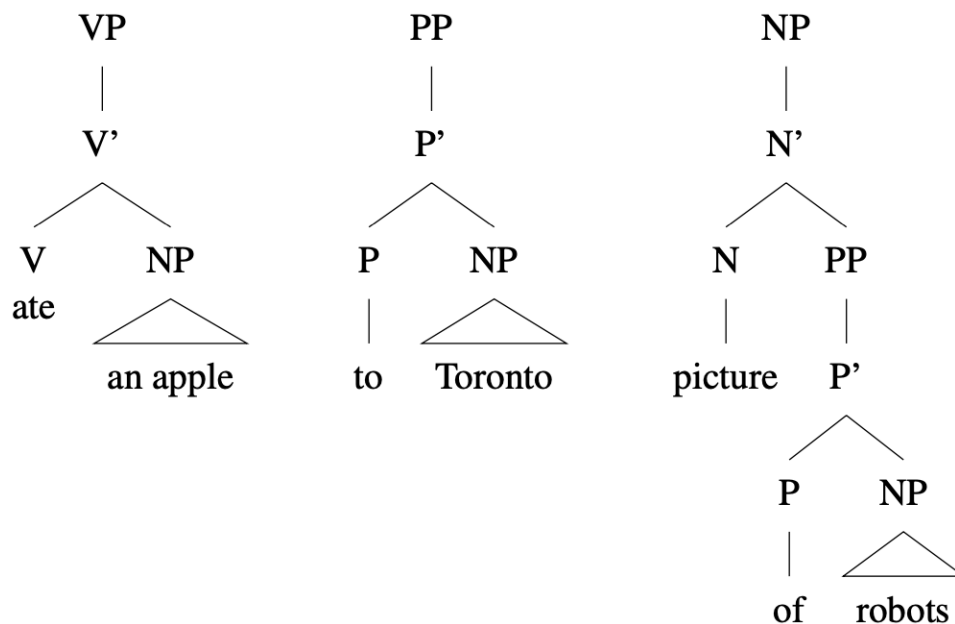 VP PP NP
V’ P’ N’
V NP P NP N PP
ate
an apple to Toronto picture P’
P NP
of robots